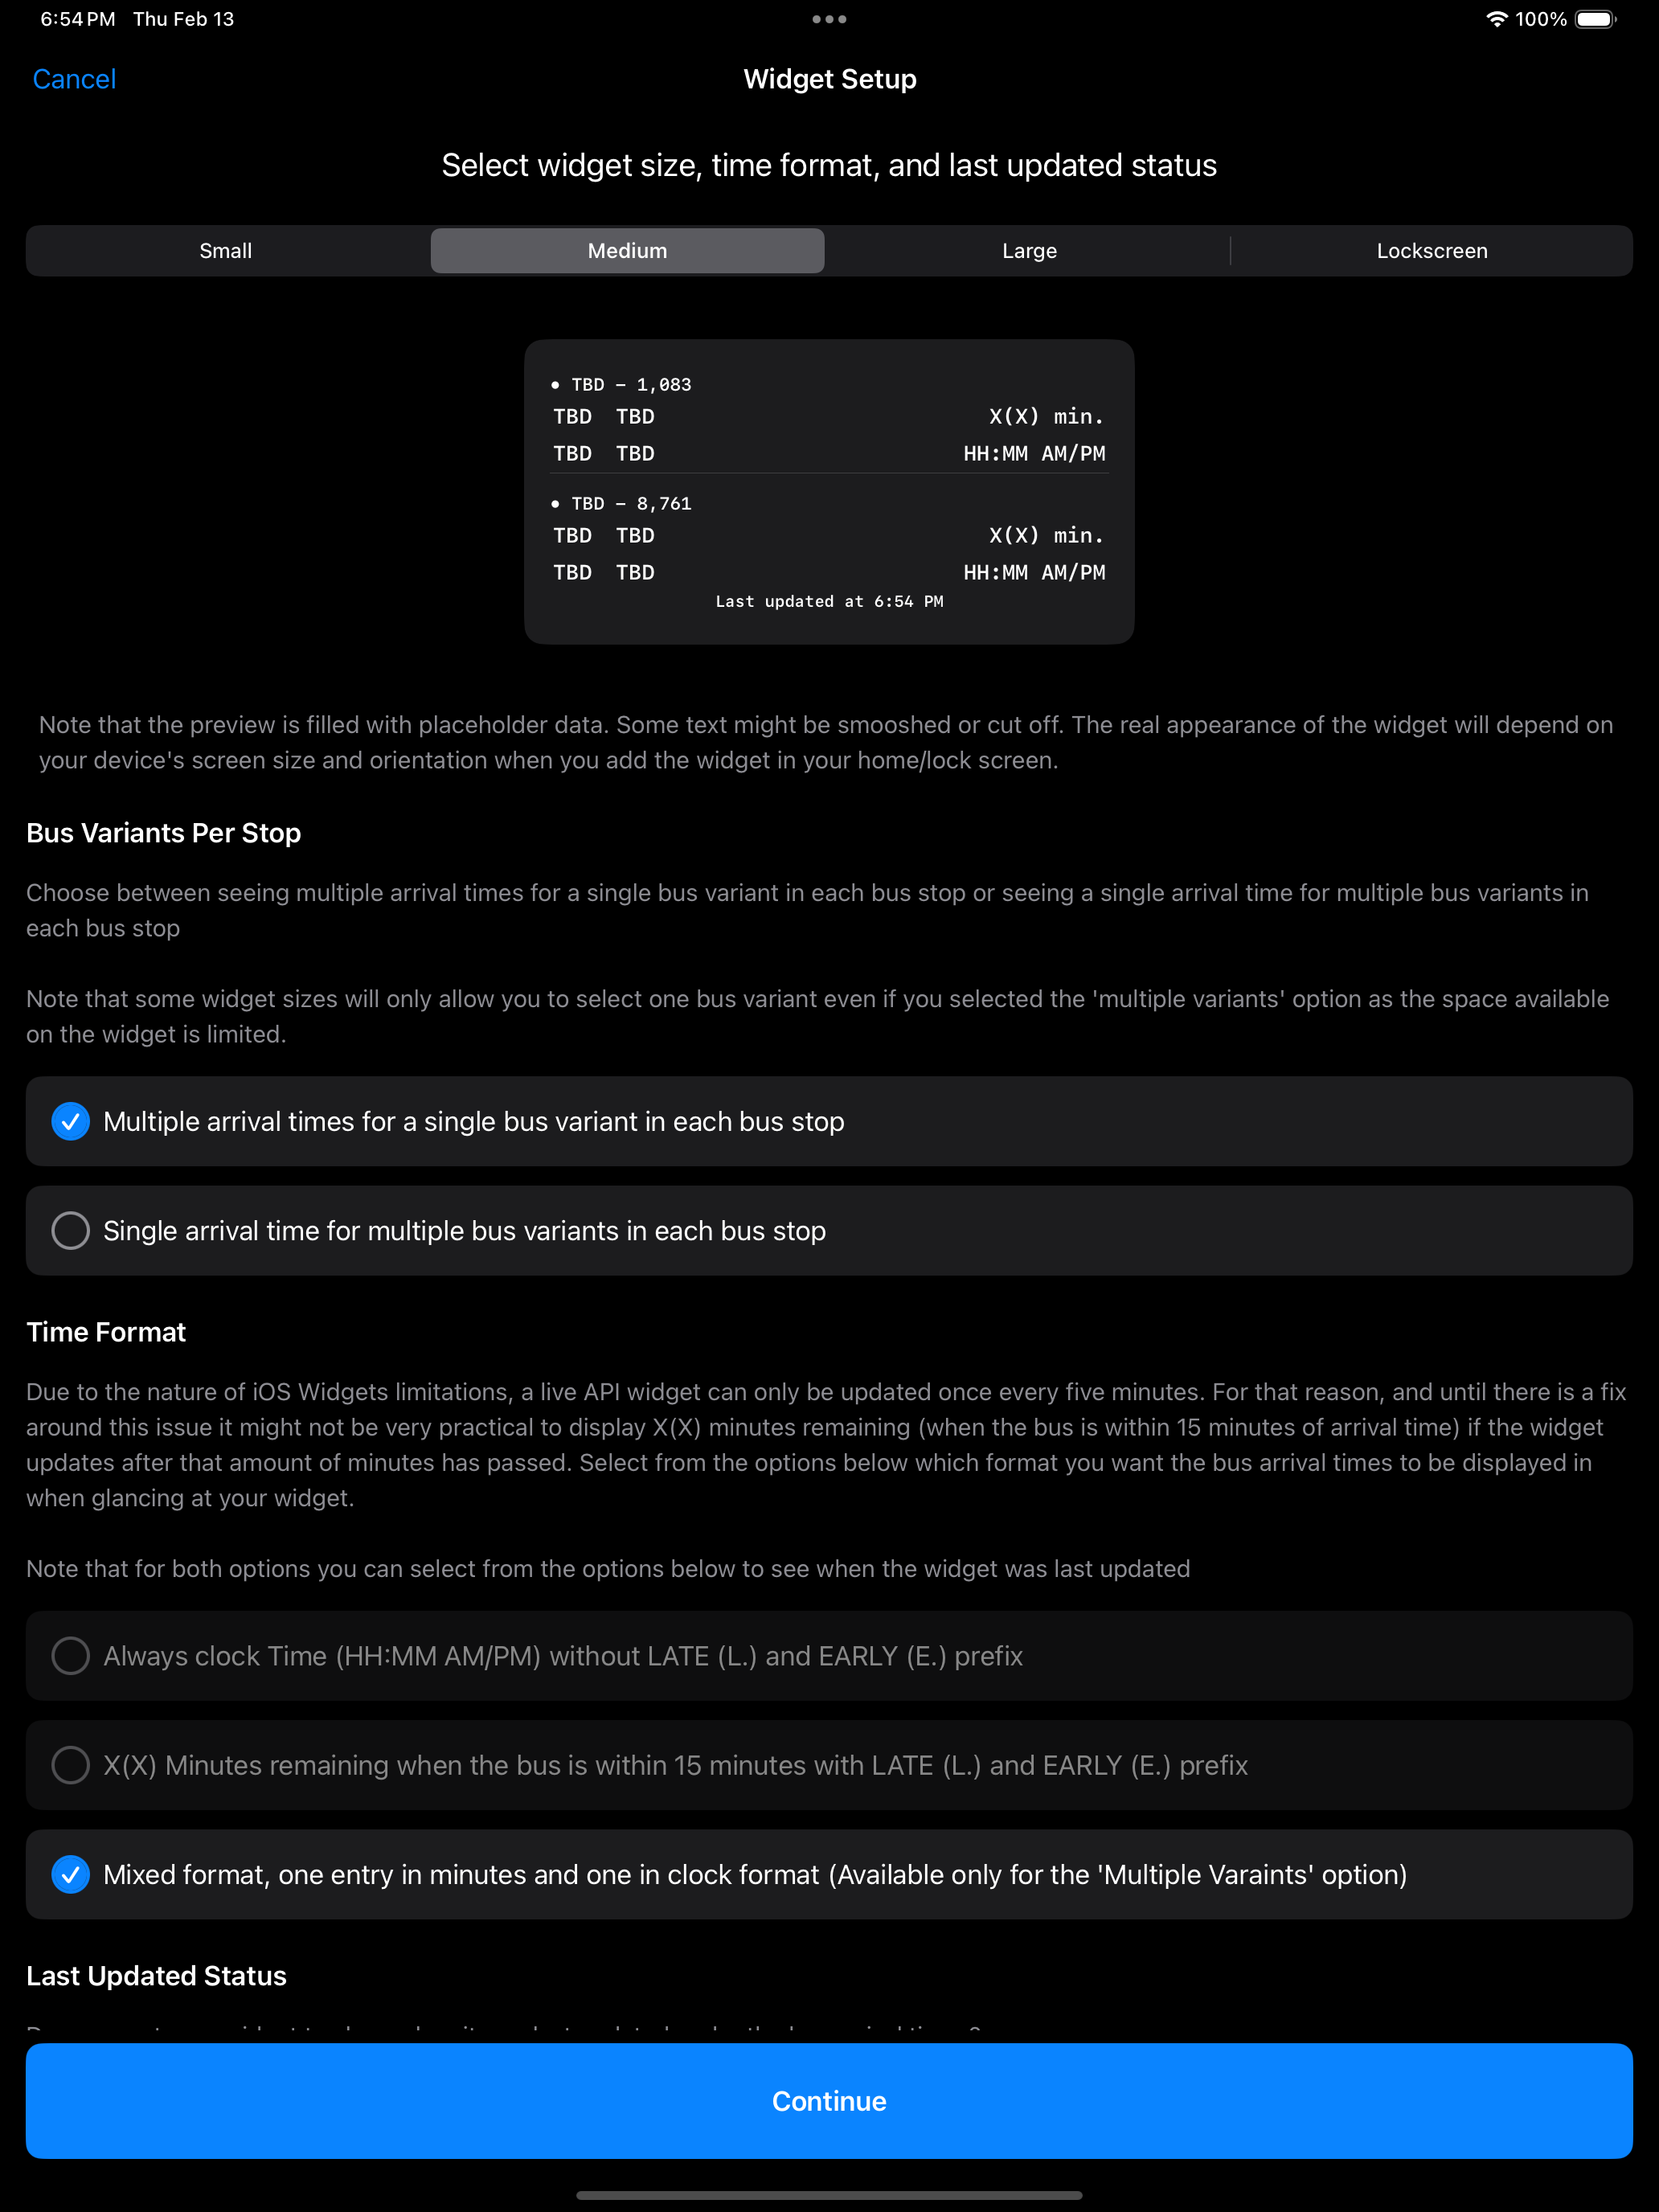 6:54 PM Thu Feb 13
100%
Cancel
Widget Setup
Select widget size, time format, and last updated status
Small
Medium
Large
Lockscreen
• TBD – 1,083
TBD TBD X(X) min.
TBD TBD HH:MM AM/PM
• TBD – 8,761
TBD TBD X(X) min.
TBD TBD HH:MM AM/PM
Last updated at 6:54 PM
Note that the preview is filled with placeholder data. Some text might be smooshed or cut off. The real appearance of the widget will depend on
your device's screen size and orientation when you add the widget in your home/lock screen.
Bus Variants Per Stop
Choose between seeing multiple arrival times for a single bus variant in each bus stop or seeing a single arrival time for multiple bus variants in
each bus stop
Note that some widget sizes will only allow you to select one bus variant even if you selected the 'multiple variants' option as the space available
on the widget is limited.
Multiple arrival times for a single bus variant in each bus stop
Single arrival time for multiple bus variants in each bus stop
Time Format
Due to the nature of iOS Widgets limitations, a live API widget can only be updated once every five minutes. For that reason, and until there is a fix
around this issue it might not be very practical to display X(X) minutes remaining (when the bus is within 15 minutes of arrival time) if the widget
updates after that amount of minutes has passed. Select from the options below which format you want the bus arrival times to be displayed in
when glancing at your widget.
Note that for both options you can select from the options below to see when the widget was last updated
Always clock Time (HH:MM AM/PM) without LATE (L.) and EARLY (E.) prefix
X(X) Minutes remaining when the bus is within 15 minutes with LATE (L.) and EARLY (E.) prefix
Mixed format, one entry in minutes and one in clock format (Available only for the 'Multiple Varaints' option)
Last Updated Status
Continue